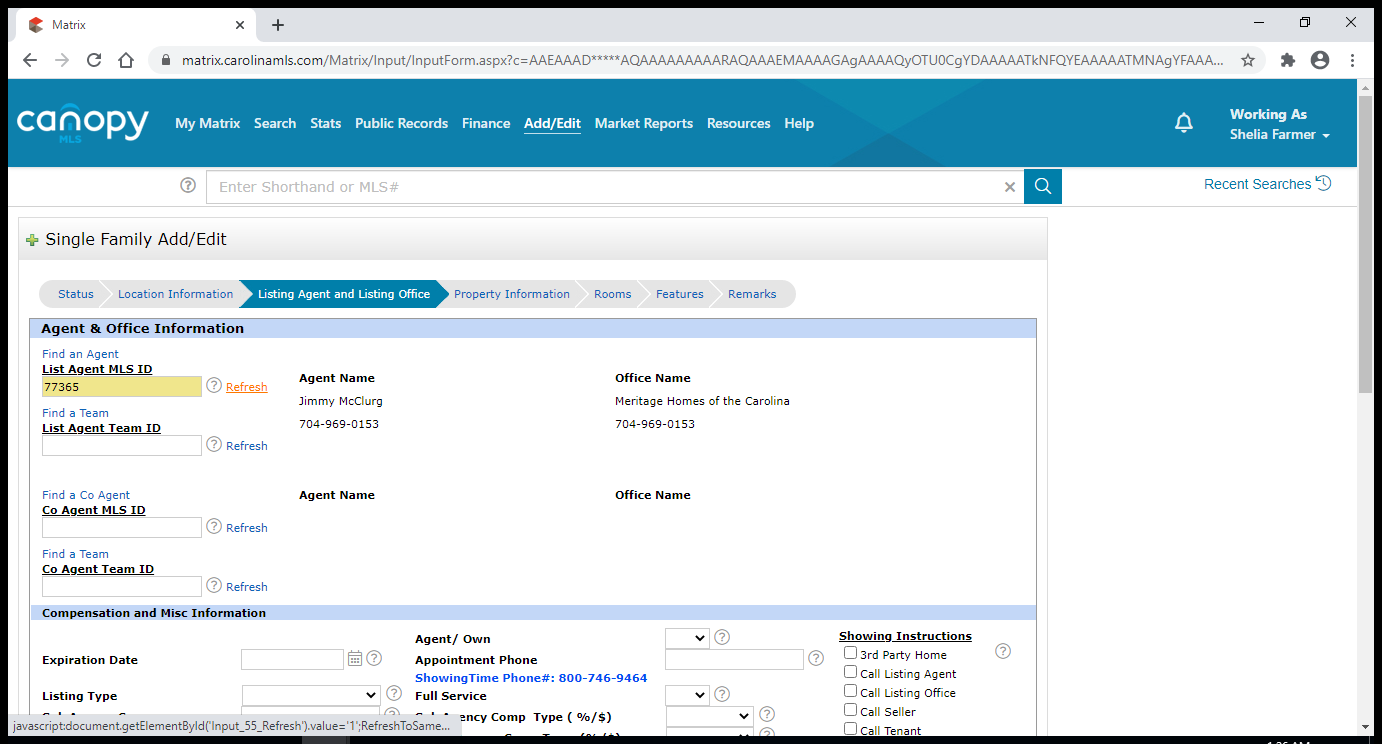 Matrix
matrix.carolinamls.com/Matrix/Input/InputForm.aspx?c=AAEAAAD*****AQAAAAAAAAARAQAAAEMAAAAGAgAAAAQyOTU0CgYDAAAAATkNFQYEAAAAATMNAgYFAAA...
canopy
MLS
My Matrix Search Stats Public Records Finance Add/Edit Market Reports Resources Help
Working As
Shelia Farmer
Enter Shorthand or MLS#
Recent Searches
Single Family Add/Edit
Status Location Information Listing Agent and Listing Office Property Information Rooms Features Remarks
Agent & Office Information
Find an Agent
List Agent MLS ID Agent Name Office Name
77365 Refresh
Jimmy McClurg Meritage Homes of the Carolina
Find a Team
704-969-0153 704-969-0153
List Agent Team ID
Refresh
Find a Co Agent Agent Name Office Name
Co Agent MLS ID
Refresh
Find a Team
Co Agent Team ID
Refresh
Compensation and Misc Information
Agent/ Own Showing Instructions
3rd Party Home
Expiration Date Appointment Phone
Call Listing Agent
ShowingTime Phone#: 800-746-9464
Listing Type Full Service Call Listing Office
Call Seller
Sub Agency Comp Type ( %/$)
javascript:document.getElementById('Input_55_Refresh').value='1';RefreshToSame...
Call Tenant